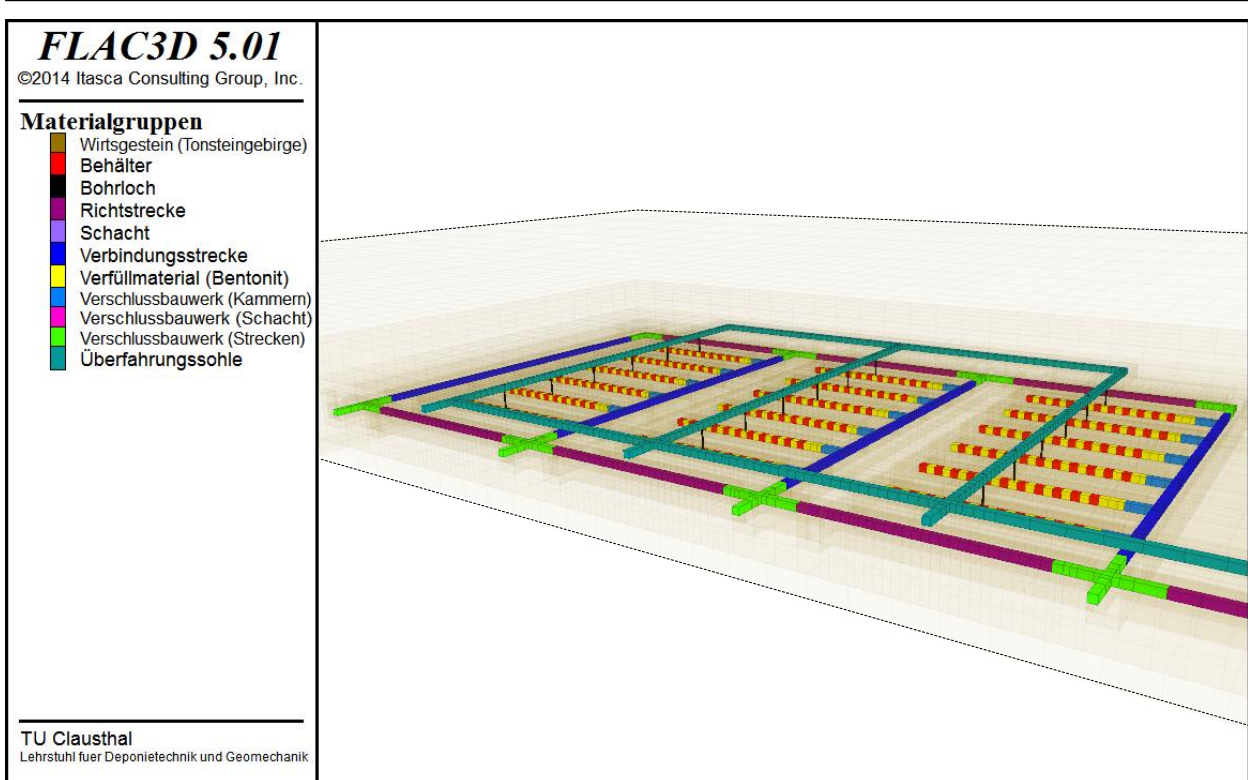 FLAC3D 5.01
©2014 Itasca Consulting Group, Inc.
Materialgruppen
Wirtsgestein (Tonsteingebirge)
Behälter
Bohrloch
Richtstrecke
Schacht
Verbindungsstrecke
Verfüllmaterial (Bentonit)
Verschlussbauwerk (Kammern)
Verschlussbauwerk (Schacht)
Verschlussbauwerk (Strecken)
Überfahrungssohle
TU Clausthal
Lehrstuhl fuer Deponietechnik und Geomechanik